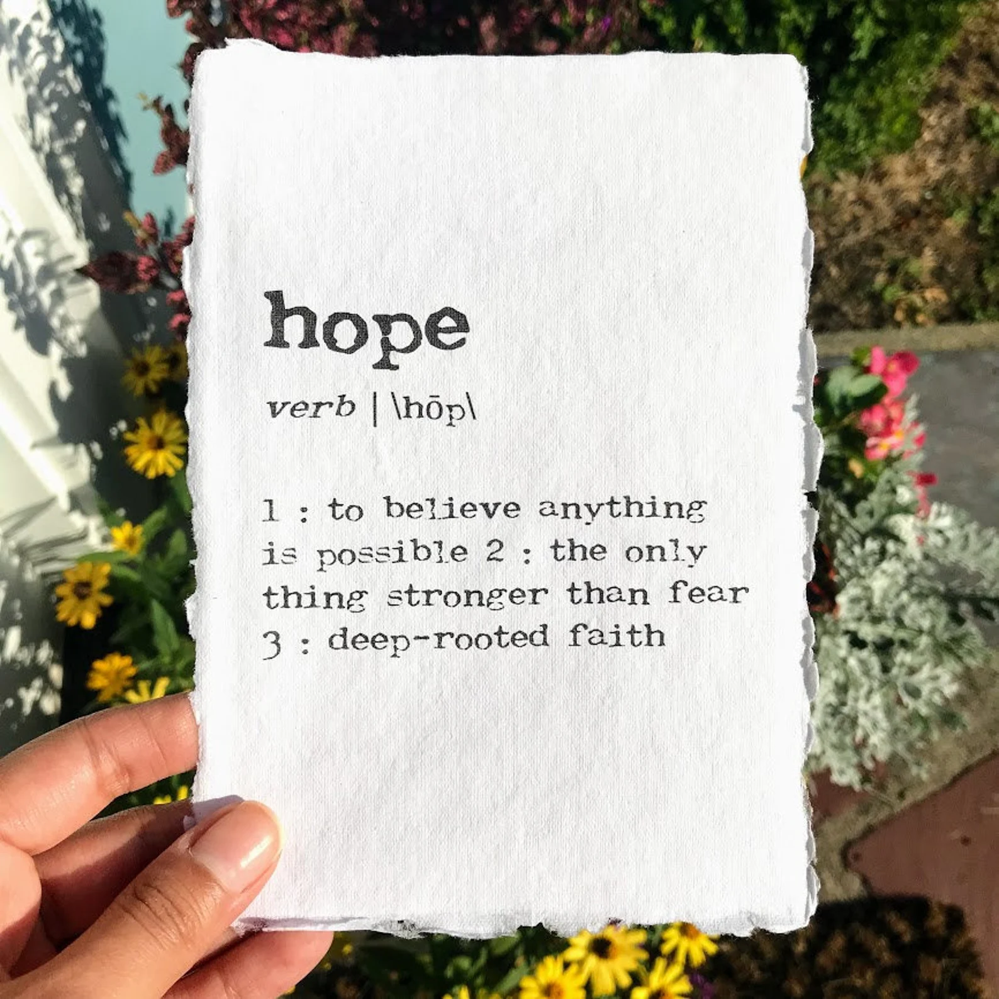 hope
verb | \hōp\
1 : to believe anything
is possible 2 : the only
thing stronger than fear
3 : deep-rooted faith